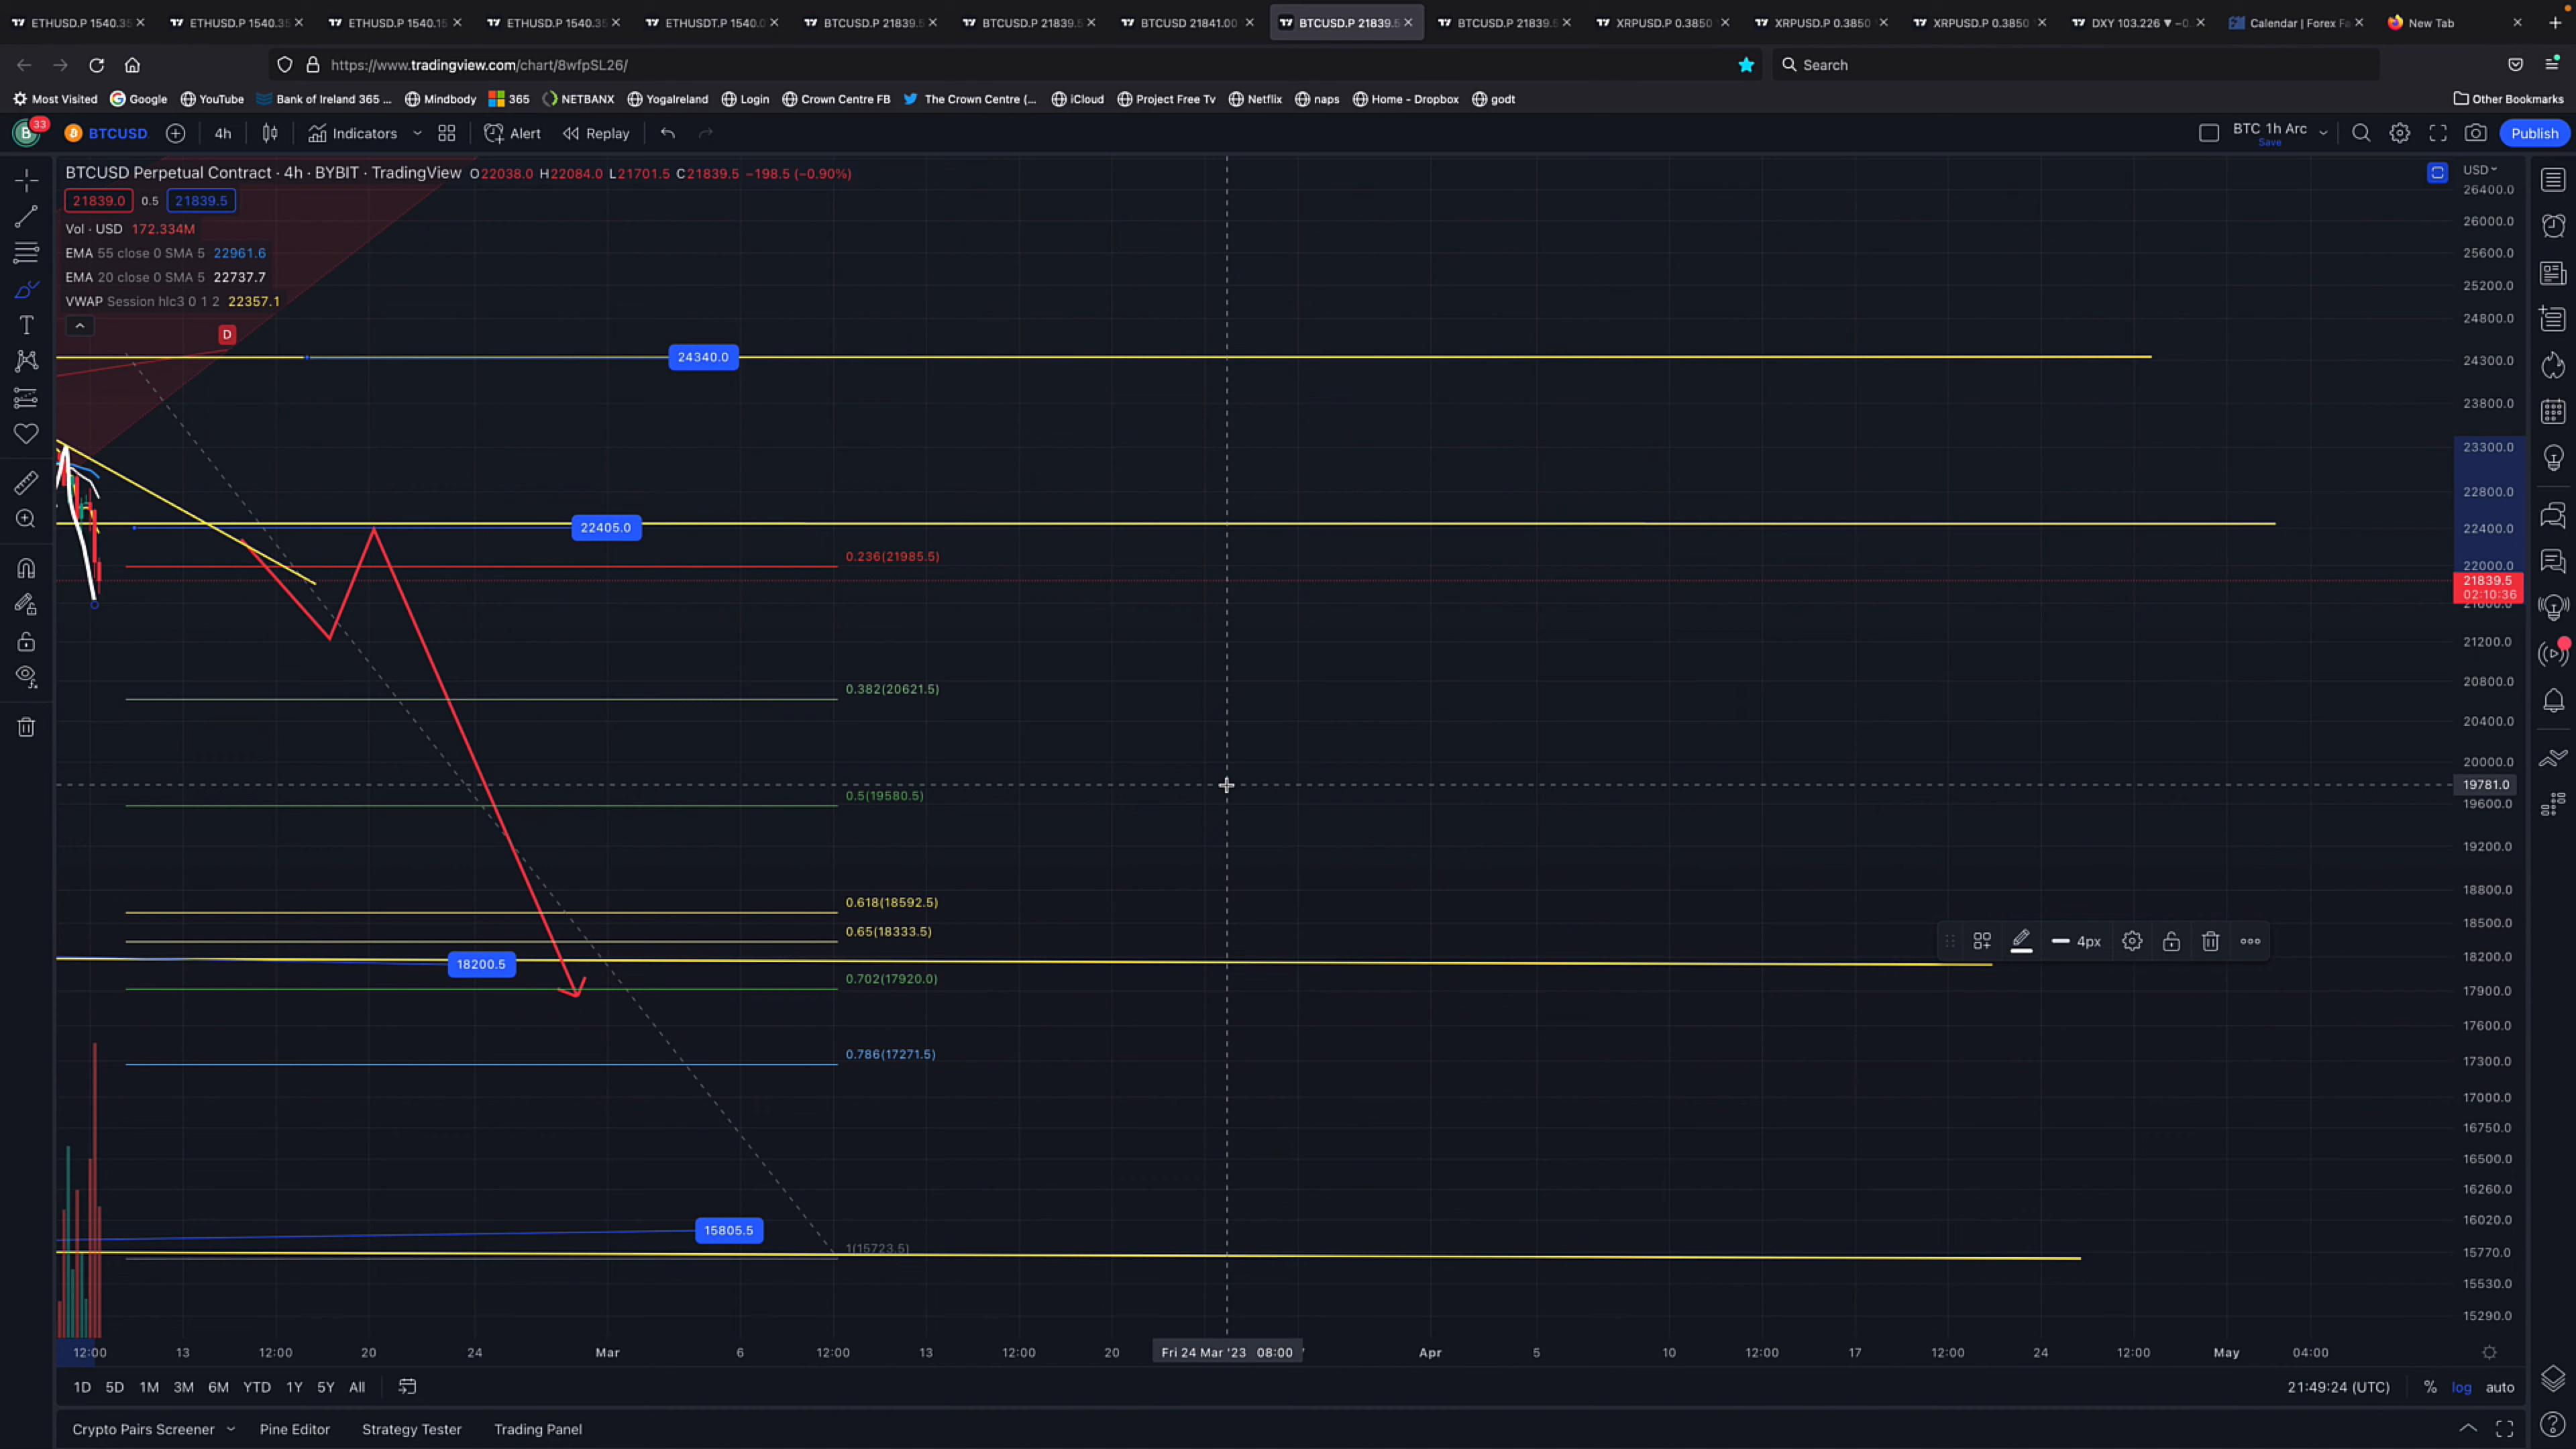 ETHUSD.P 1540.35 ETHUSD.P 1540.35 ETHUSD.P 1540.15 ETHUSD.P 1540.35 ETHUSDT.P 1540.0 BTCUSD.P 21839.5 BTCUSD.P 21839.5 BTCUSD 21841.00 BTCUSD.P 21839.5 BTCUSD.P 21839.5 XRPUSD.P 0.3850 XRPUSD.P 0.3850 XRPUSD.P 0.3850 DXY 103.226 ▼ −0. Calendar | Forex Fa New Tab
https://www.tradingview.com/chart/8wfpSL26/ Search
Most Visited Google YouTube Bank of Ireland 365 ... Mindbody 365 NETBANX YogaIreland Login Crown Centre FB The Crown Centre (... iCloud Project Free Tv Netflix naps Home - Dropbox godt Other Bookmarks
B 33 BTCUSD 4h Indicators Alert Replay BTC 1h Arc Save Publish
BTCUSD Perpetual Contract · 4h · BYBIT · TradingView O22038.0 H22084.0 L21701.5 C21839.5 −198.5 (−0.90%)
USD
21839.0 0.5 21839.5
Vol · USD 172.334M
EMA 55 close 0 SMA 5 22961.6
EMA 20 close 0 SMA 5 22737.7
VWAP Session hlc3 0 1 2 22357.1
D
26400.0
26000.0
25600.0
25200.0
24800.0
24340.0 24300.0
23800.0
23300.0
22800.0
22405.0 22400.0
0.236(21985.5) 22000.0
21839.5
02:10:36
21600.0
21200.0
0.382(20621.5) 20800.0
20400.0
20000.0
19781.0
0.5(19580.5) 19600.0
19200.0
18800.0
0.618(18592.5)
18500.0
0.65(18333.5) 4px
18200.5 18200.0
0.702(17920.0) 17900.0
17600.0
0.786(17271.5) 17300.0
17000.0
16750.0
16500.0
16260.0
16020.0
15805.5
1(15723.5) 15770.0
15530.0
15290.0
12:00 13 12:00 20 24 Mar 6 12:00 13 12:00 20 Fri 24 Mar '23 08:00 Apr 5 10 12:00 17 12:00 24 12:00 May 04:00
1D 5D 1M 3M 6M YTD 1Y 5Y All 21:49:24 (UTC) % log auto
Crypto Pairs Screener Pine Editor Strategy Tester Trading Panel